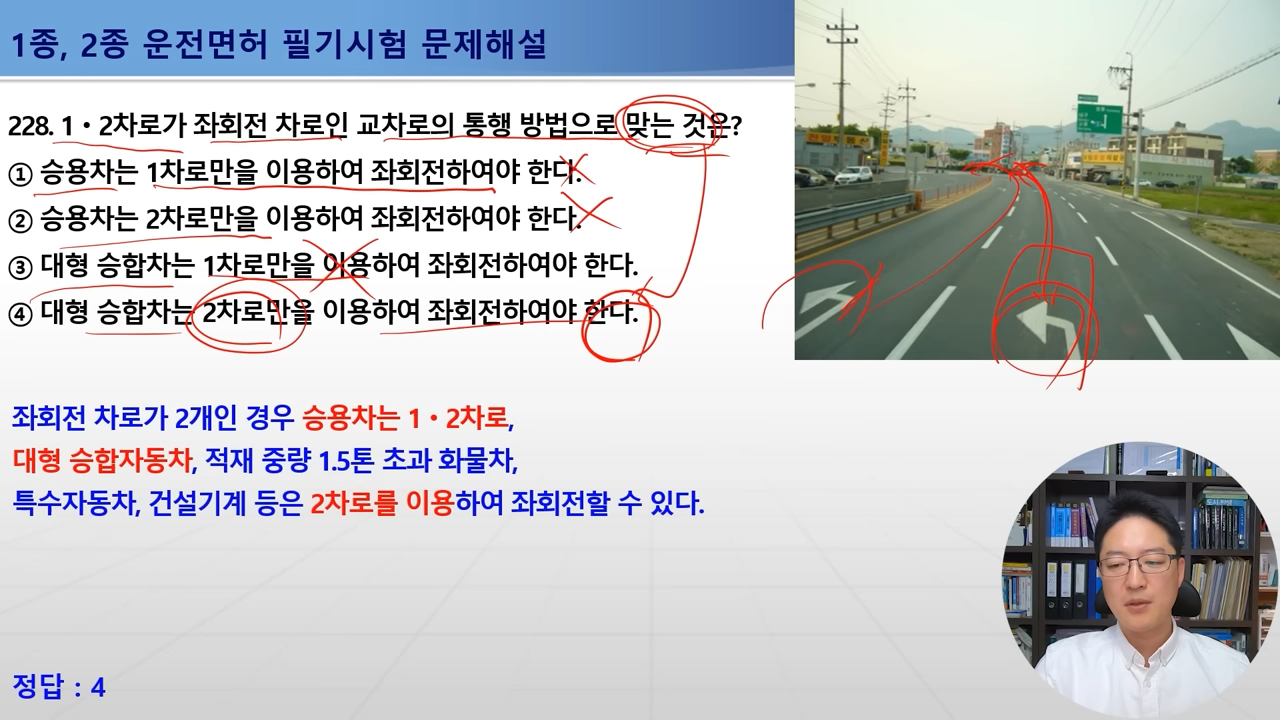 1종, 2종 운전면허 필기시험 문제해설
228. 1・2차로가 좌회전 차로인 교차로의 통행 방법으로 맞는 것은?
① 승용차는 1차로만을 이용하여 좌회전하여야 한다.
② 승용차는 2차로만을 이용하여 좌회전하여야 한다.
③ 대형 승합차는 1차로만을 이용하여 좌회전하여야 한다.
④ 대형 승합차는 2차로만을 이용하여 좌회전하여야 한다.
좌회전 차로가 2개인 경우 승용차는 1・2차로,
대형 승합자동차, 적재 중량 1.5톤 초과 화물차,
특수자동차, 건설기계 등은 2차로를 이용하여 좌회전할 수 있다.
정답 : 4